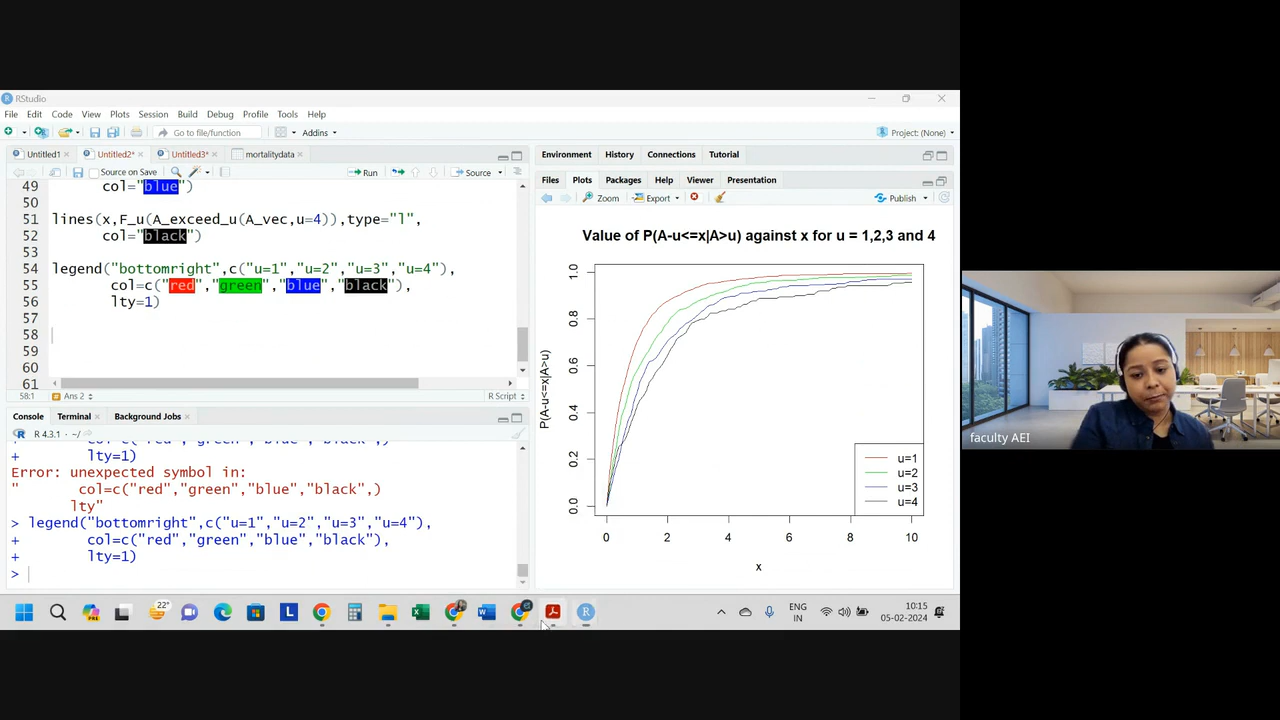 RStudio
File Edit Code View Plots Session Build Debug Profile Tools Help
Go to file/function Addins Project: (None)
Untitled1 Untitled2* Untitled3* mortalitydata
Source on Save Run Source
49 col="blue")
50
51 lines(x,F_u(A_exceed_u(A_vec,u=4)),type="l",
52 col="black")
53
54 legend("bottomright",c("u=1","u=2","u=3","u=4"),
55 col=c("red","green","blue","black"),
56 lty=1)
57
58
59
60
61
58:1 Ans 2 R Script
Console Terminal Background Jobs
R 4.3.1 · ~/
col=c("red","green","blue","black",)
+ lty=1)
Error: unexpected symbol in:
" col=c("red","green","blue","black",)
lty"
> legend("bottomright",c("u=1","u=2","u=3","u=4"),
+ col=c("red","green","blue","black"),
+ lty=1)
>
Environment History Connections Tutorial
Files Plots Packages Help Viewer Presentation
Zoom Export Publish
Value of P(A-u<=x|A>u) against x for u = 1,2,3 and 4
P(A-u<=x|A>u)
1.0
0.8
0.6
0.4
0.2
0.0
u=1
u=2
u=3
u=4
0 2 4 6 8 10
x
faculty AEI
22°
ENG
IN
10:15
05-02-2024